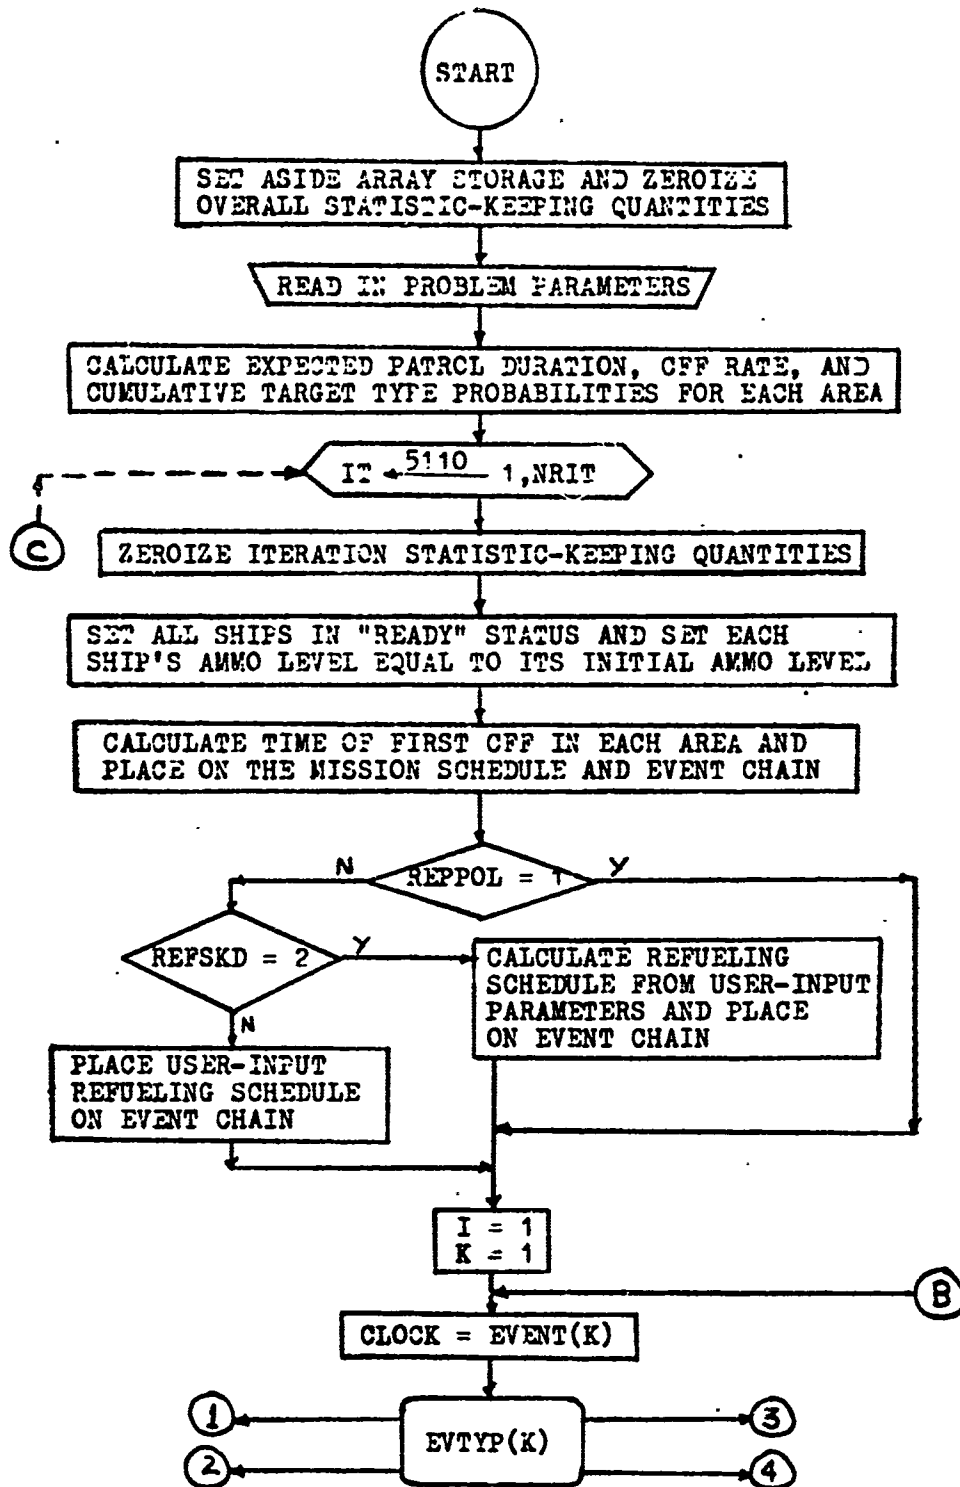 START
SET ASIDE ARRAY STORAGE AND ZEROIZE
OVERALL STATISTIC-KEEPING QUANTITIES
READ IN PROBLEM PARAMETERS
CALCULATE EXPECTED PATROL DURATION, CFF RATE, AND
CUMULATIVE TARGET TYPE PROBABILITIES FOR EACH AREA
5110
IT 1,NRIT
C
ZEROIZE ITERATION STATISTIC-KEEPING QUANTITIES
SET ALL SHIPS IN "READY" STATUS AND SET EACH
SHIP'S AMMO LEVEL EQUAL TO ITS INITIAL AMMO LEVEL
CALCULATE TIME OF FIRST CFF IN EACH AREA AND
PLACE ON THE MISSION SCHEDULE AND EVENT CHAIN
N
REPPOL = 1
Y
REFSKD = 2
Y
N
CALCULATE REFUELING
SCHEDULE FROM USER-INPUT
PARAMETERS AND PLACE
ON EVENT CHAIN
PLACE USER-INPUT
REFUELING SCHEDULE
ON EVENT CHAIN
I = 1
K = 1
B
CLOCK = EVENT(K)
1
3
EVTYP(K)
2
4